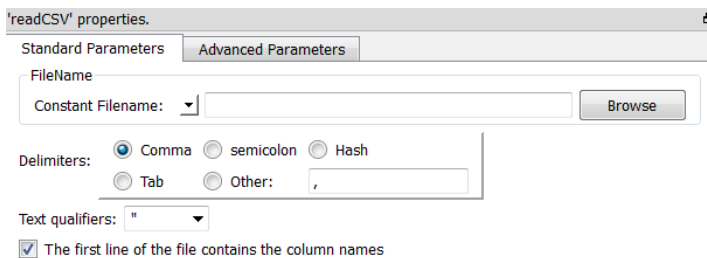 'readCSV' properties.
Standard Parameters Advanced Parameters
FileName
Constant Filename: Browse
Delimiters: Comma semicolon Hash
Tab Other: ,
Text qualifiers: "
The first line of the file contains the column names